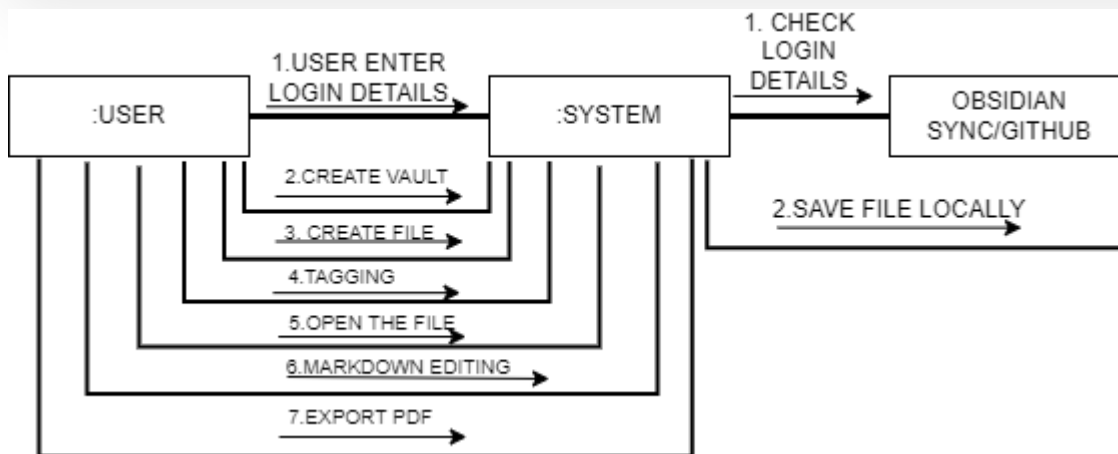 1. CHECK
LOGIN
DETAILS
1.USER ENTER
LOGIN DETAILS
:USER
:SYSTEM
OBSIDIAN
SYNC/GITHUB
2.CREATE VAULT
2.SAVE FILE LOCALLY
3. CREATE FILE
4.TAGGING
5.OPEN THE FILE
6.MARKDOWN EDITING
7.EXPORT PDF